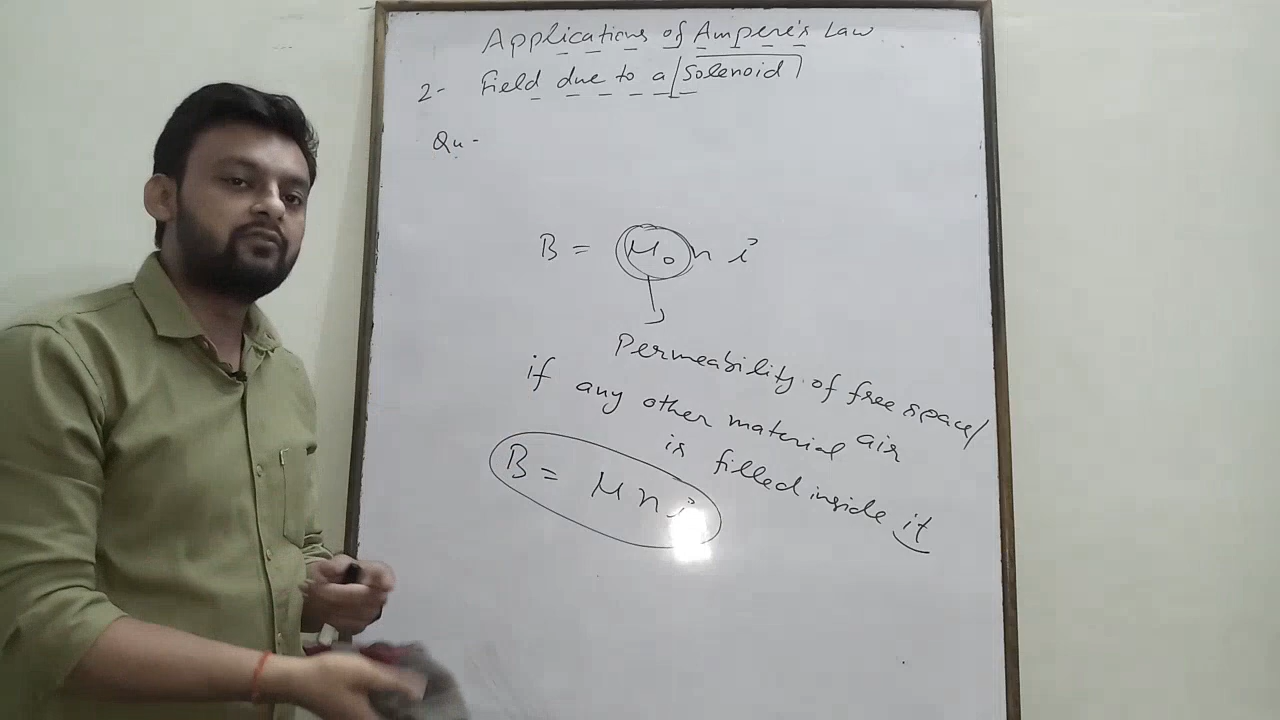 Applications of Ampere's Law
2- Field due to a Solenoid
Qu -
B = μ₀ n i
Permeability of free space/
air
if any other material
is filled inside it
B = μ n i